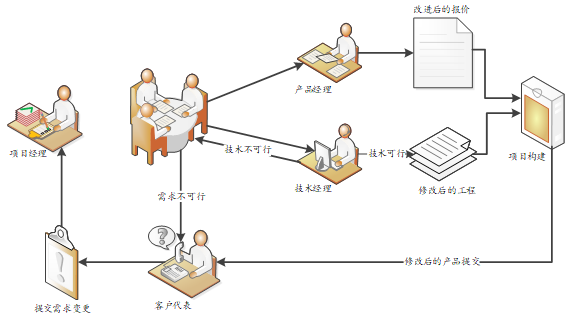 改进后的报价
产品经理
项目经理
技术不可行
技术可行
项目构建
技术经理
修改后的工程
需求不可行
修改后的产品提交
提交需求变更
客户代表